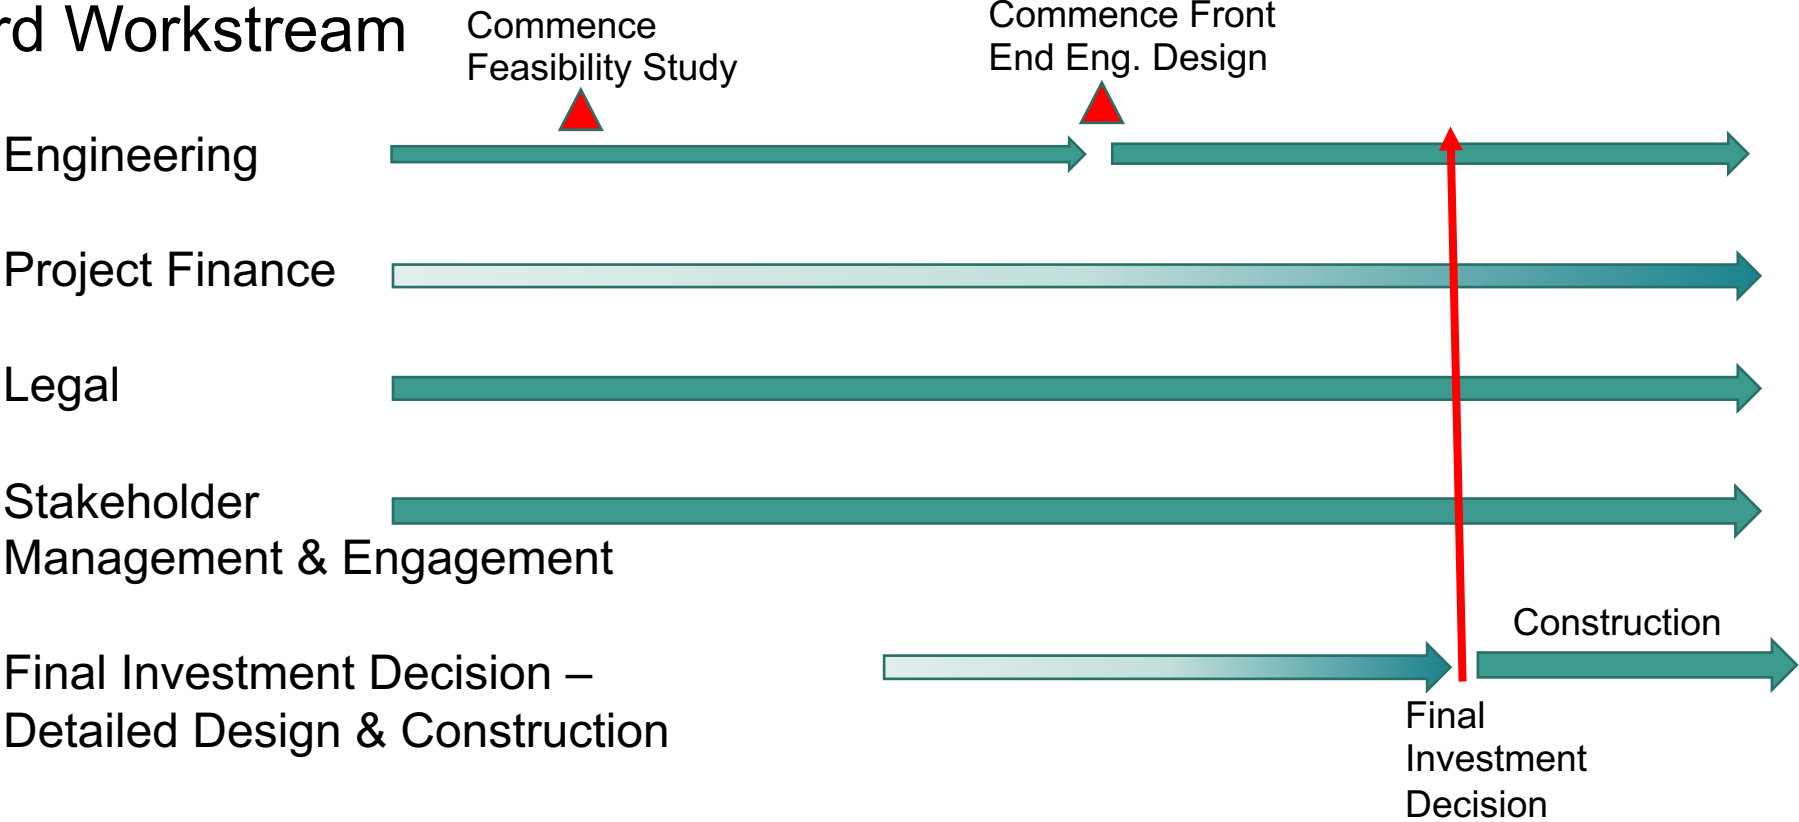 rd Workstream
Commence
Feasibility Study
Commence Front
End Eng. Design
Engineering
Project Finance
Legal
Stakeholder
Management & Engagement
Construction
Final Investment Decision –
Detailed Design & Construction
Final
Investment
Decision